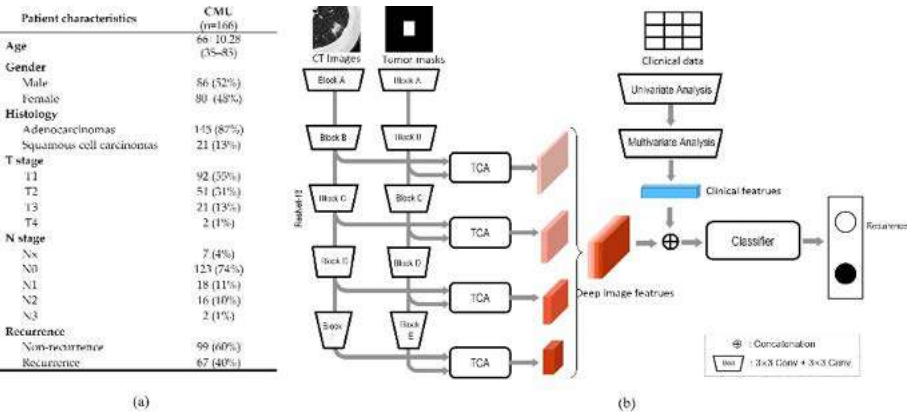 Patient characteristics CMU
(n=166)
Age 66 10.28
(35–85)
Gender
Male 86 (52%)
Female 80 (48%)
Histology
Adenocarcinomas 145 (87%)
Squamous cell carcinomas 21 (13%)
T stage
T1 92 (55%)
T2 51 (31%)
T3 21 (13%)
T4 2 (1%)
N stage
Nx 7 (4%)
N0 123 (74%)
N1 18 (11%)
N2 16 (10%)
N3 2 (1%)
Recurrence
Non-recurrence 99 (60%)
Recurrence 67 (40%)
(a)
CT Images Tumor masks
Block A Block A
Block B Block B
TCA
Block C Block C
TCA
Block D Block D
TCA
Block Block E
TCA
Deep image featrues
Clicnical data
Univariate Analysis
Multivariate Analysis
Clinical featrues
Classifier
Recurrence
⊕ : Concatenation
: 3×3 Conv + 3×3 Conv
(b)